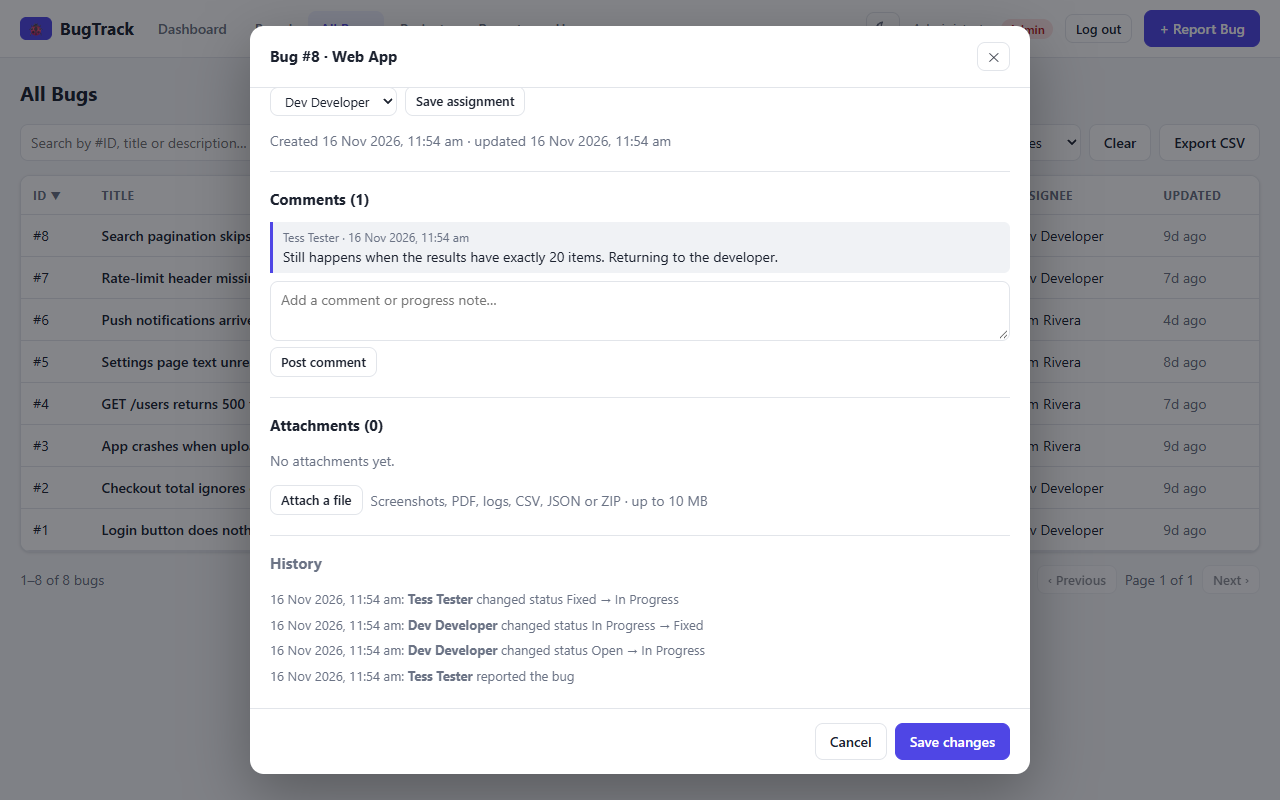 BugTrack
Dashboard
Log out
+ Report Bug
Bug #8 · Web App
All Bugs
Dev Developer
Save assignment
Search by #ID, title or description...
Clear
Export CSV
Created 16 Nov 2026, 11:54 am · updated 16 Nov 2026, 11:54 am
ID ▼ TITLE UPDATED
Comments (1)
#8 Search pagination skips Developer 9d ago
Tess Tester · 16 Nov 2026, 11:54 am
Still happens when the results have exactly 20 items. Returning to the developer.
#7 Rate-limit header Developer 7d ago
Add a comment or progress note...
#6 Push notifications Rivera 4d ago
#5 Settings page text Rivera 8d ago
Post comment
#4 GET /users returns 500 Rivera 7d ago
Attachments (0)
#3 App crashes when Rivera 9d ago
No attachments yet.
#2 Checkout total ignores Developer 9d ago
Attach a file Screenshots, PDF, logs, CSV, JSON or ZIP · up to 10 MB
#1 Login button does Developer 9d ago
History
1–8 of 8 bugs
‹ Previous Page 1 of 1 Next ›
16 Nov 2026, 11:54 am: Tess Tester changed status Fixed → In Progress
16 Nov 2026, 11:54 am: Dev Developer changed status In Progress → Fixed
16 Nov 2026, 11:54 am: Dev Developer changed status Open → In Progress
16 Nov 2026, 11:54 am: Tess Tester reported the bug
Cancel
Save changes